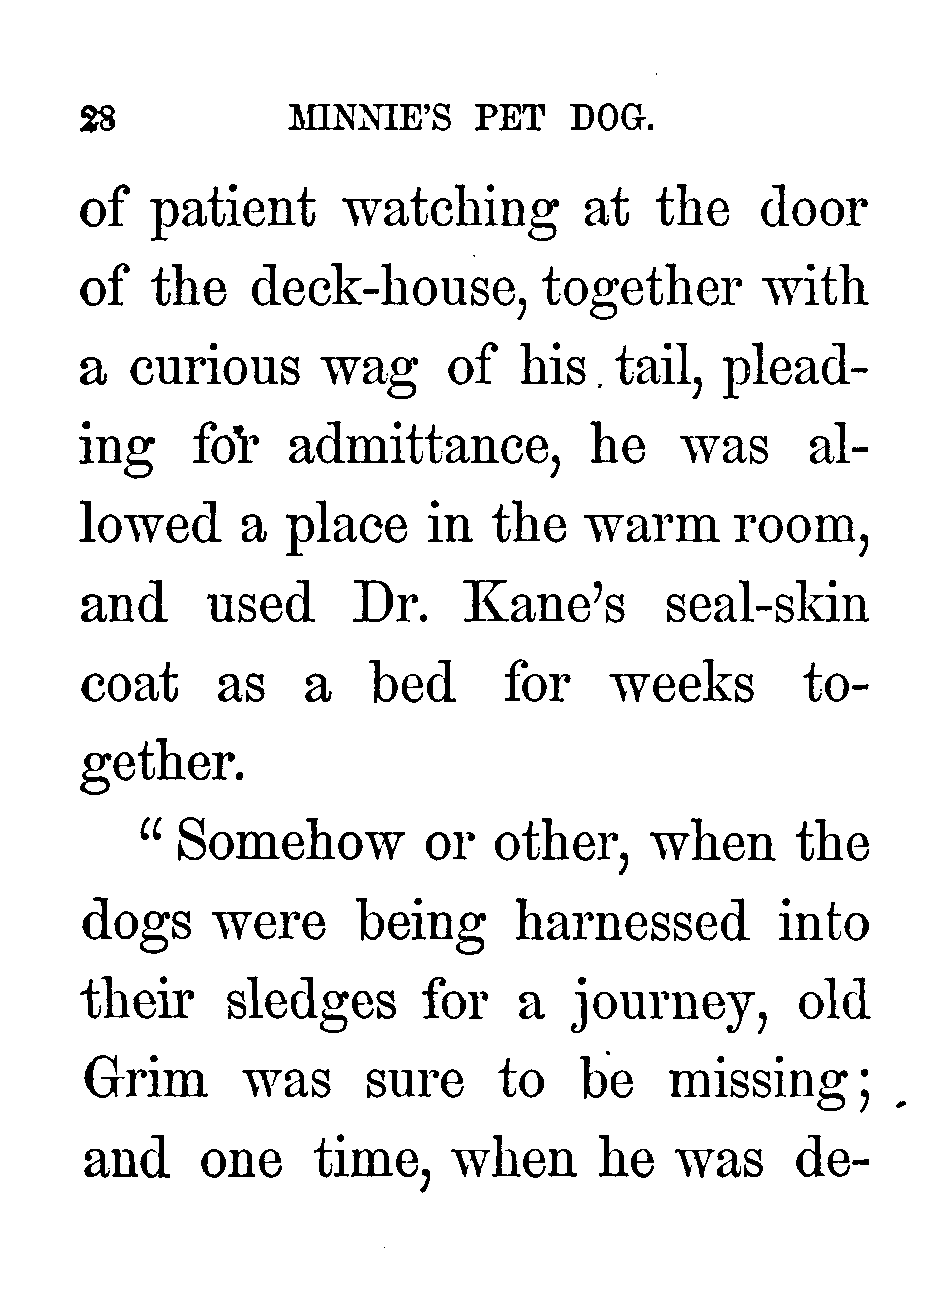 28 MINNIE'S PET DOG.
of patient watching at the door
of the deck-house, together with
a curious wag of his tail, plead-
ing for admittance, he was al-
lowed a place in the warm room,
and used Dr. Kane's seal-skin
coat as a bed for weeks to-
gether.
"Somehow or other, when the
dogs were being harnessed into
their sledges for a journey, old
Grim was sure to be missing;
and one time, when he was de-